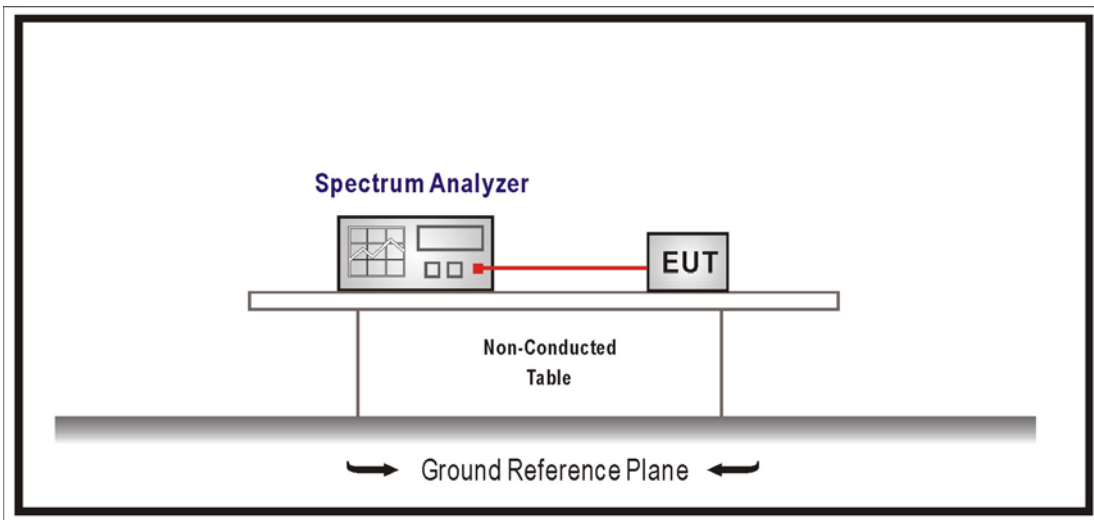 Spectrum Analyzer
EUT
Non-Conducted
Table
Ground Reference Plane